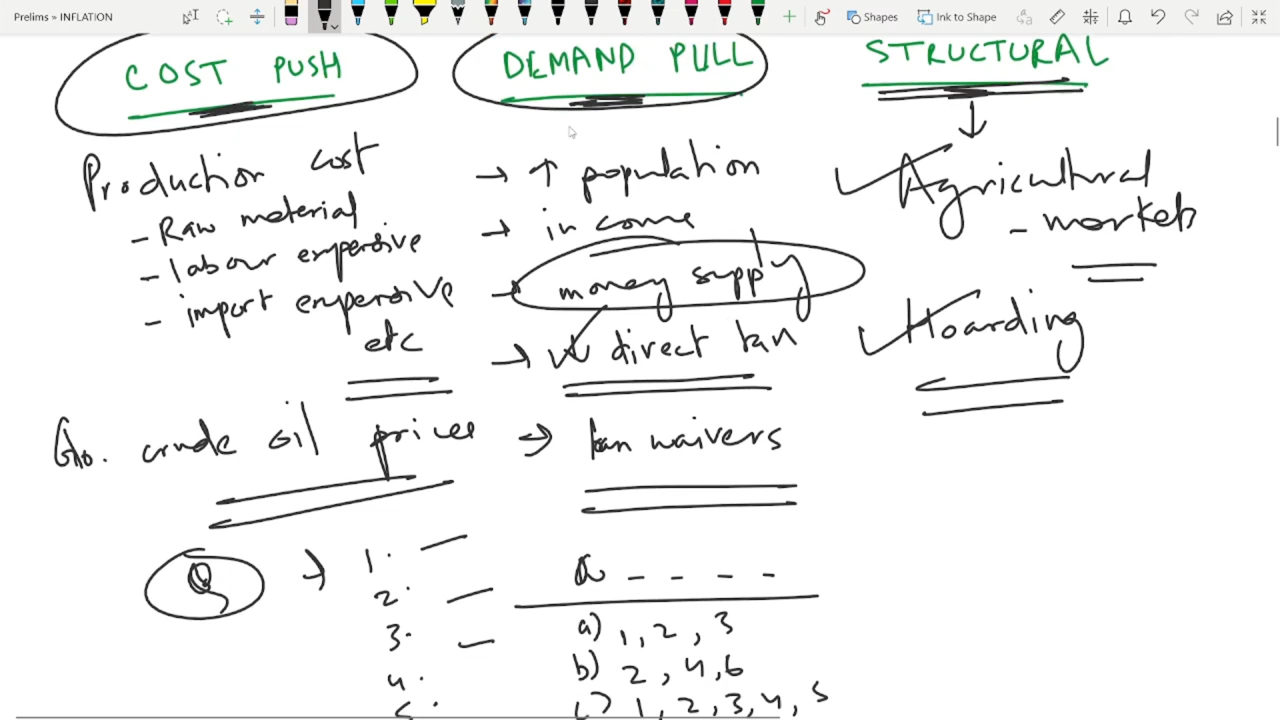 Prelims » INFLATION
Shapes
Ink to Shape
COST PUSH
DEMAND PULL
STRUCTURAL
Production cost
- Raw material
- labour expensive
- import expensive
etc
crude oil prices
→ ↑ population
→ income
→ money supply
→ ↓ direct tax
→ tax waivers
Agricultural
- markets
Hoarding
Q → 1. —
2. —
3. —
4.
5.
Q - - - -
a) 1, 2, 3
b) 2, 4, 6
c) 1, 2, 3, 4, 5